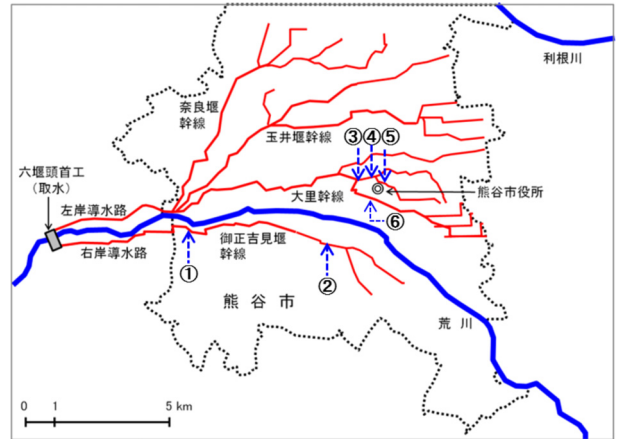 利根川
奈良堰
幹線
玉井堰幹線
③ ④ ⑤
六堰頭首工
(取水)
左岸導水路
大里幹線
熊谷市役所
⑥
右岸導水路
御正吉見堰
幹線
①
②
熊谷市
荒川
0 1 5 km